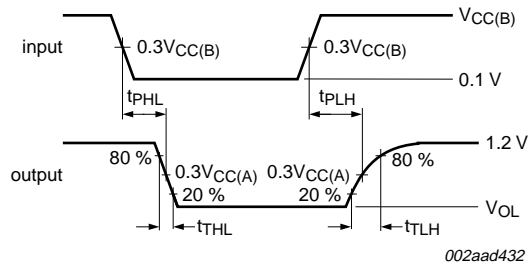 VCC(B)
input
0.3VCC(B)
0.3VCC(B)
0.1 V
tPHL
tPLH
1.2 V
80 %
80 %
output
0.3VCC(A)
0.3VCC(A)
20 %
20 %
VOL
tTHL
tTLH
002aad432